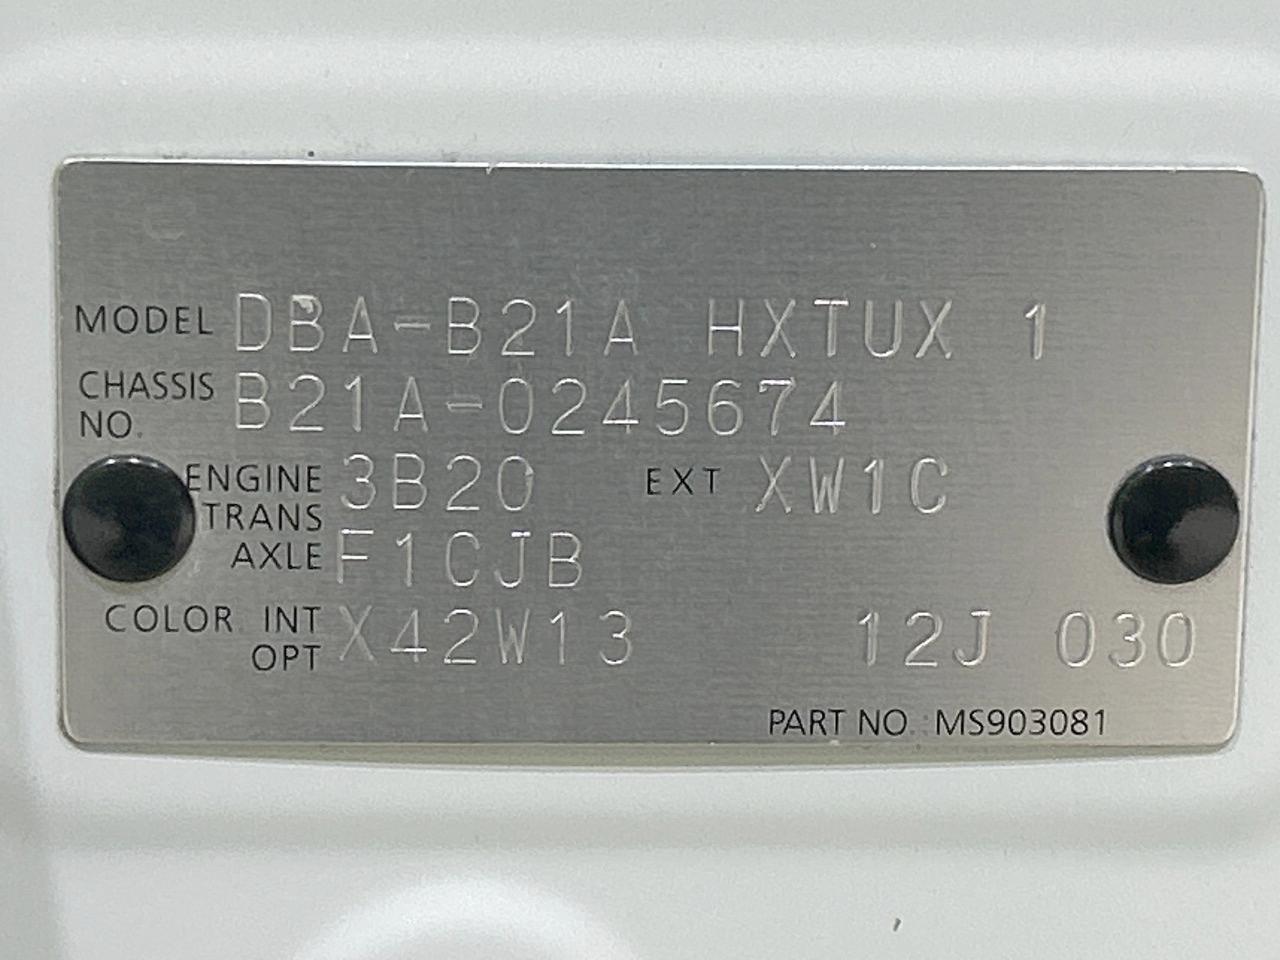 MODEL DBA-B21A HXTUX 1
CHASSIS NO. B21A-0245674
ENGINE 3B20 EXT XW1C
TRANS AXLE F1CJB
COLOR INT OPT X42W13 12J 030
PART NO. : MS903081